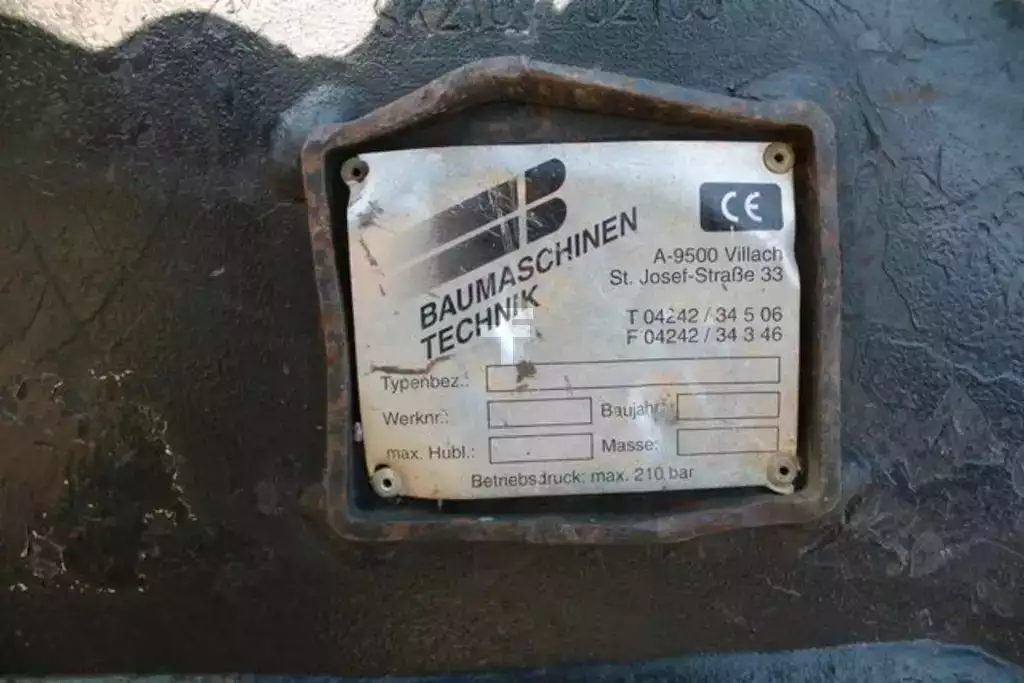 BAUMASCHINEN
TECHNIK
CE
A-9500 Villach
St. Josef-Straße 33
T 04242 / 34 5 06
F 04242 / 34 3 46
Typenbez.:
Werknr.:
Baujahr:
max. Hubl.:
Masse:
Betriebsdruck: max. 210 bar